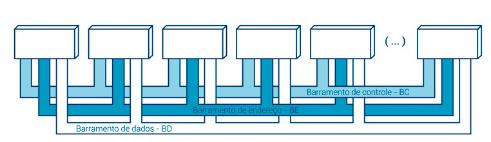 (...)
Barramento de controle - BC
Barramento de endereço - BE
Barramento de dados - BD